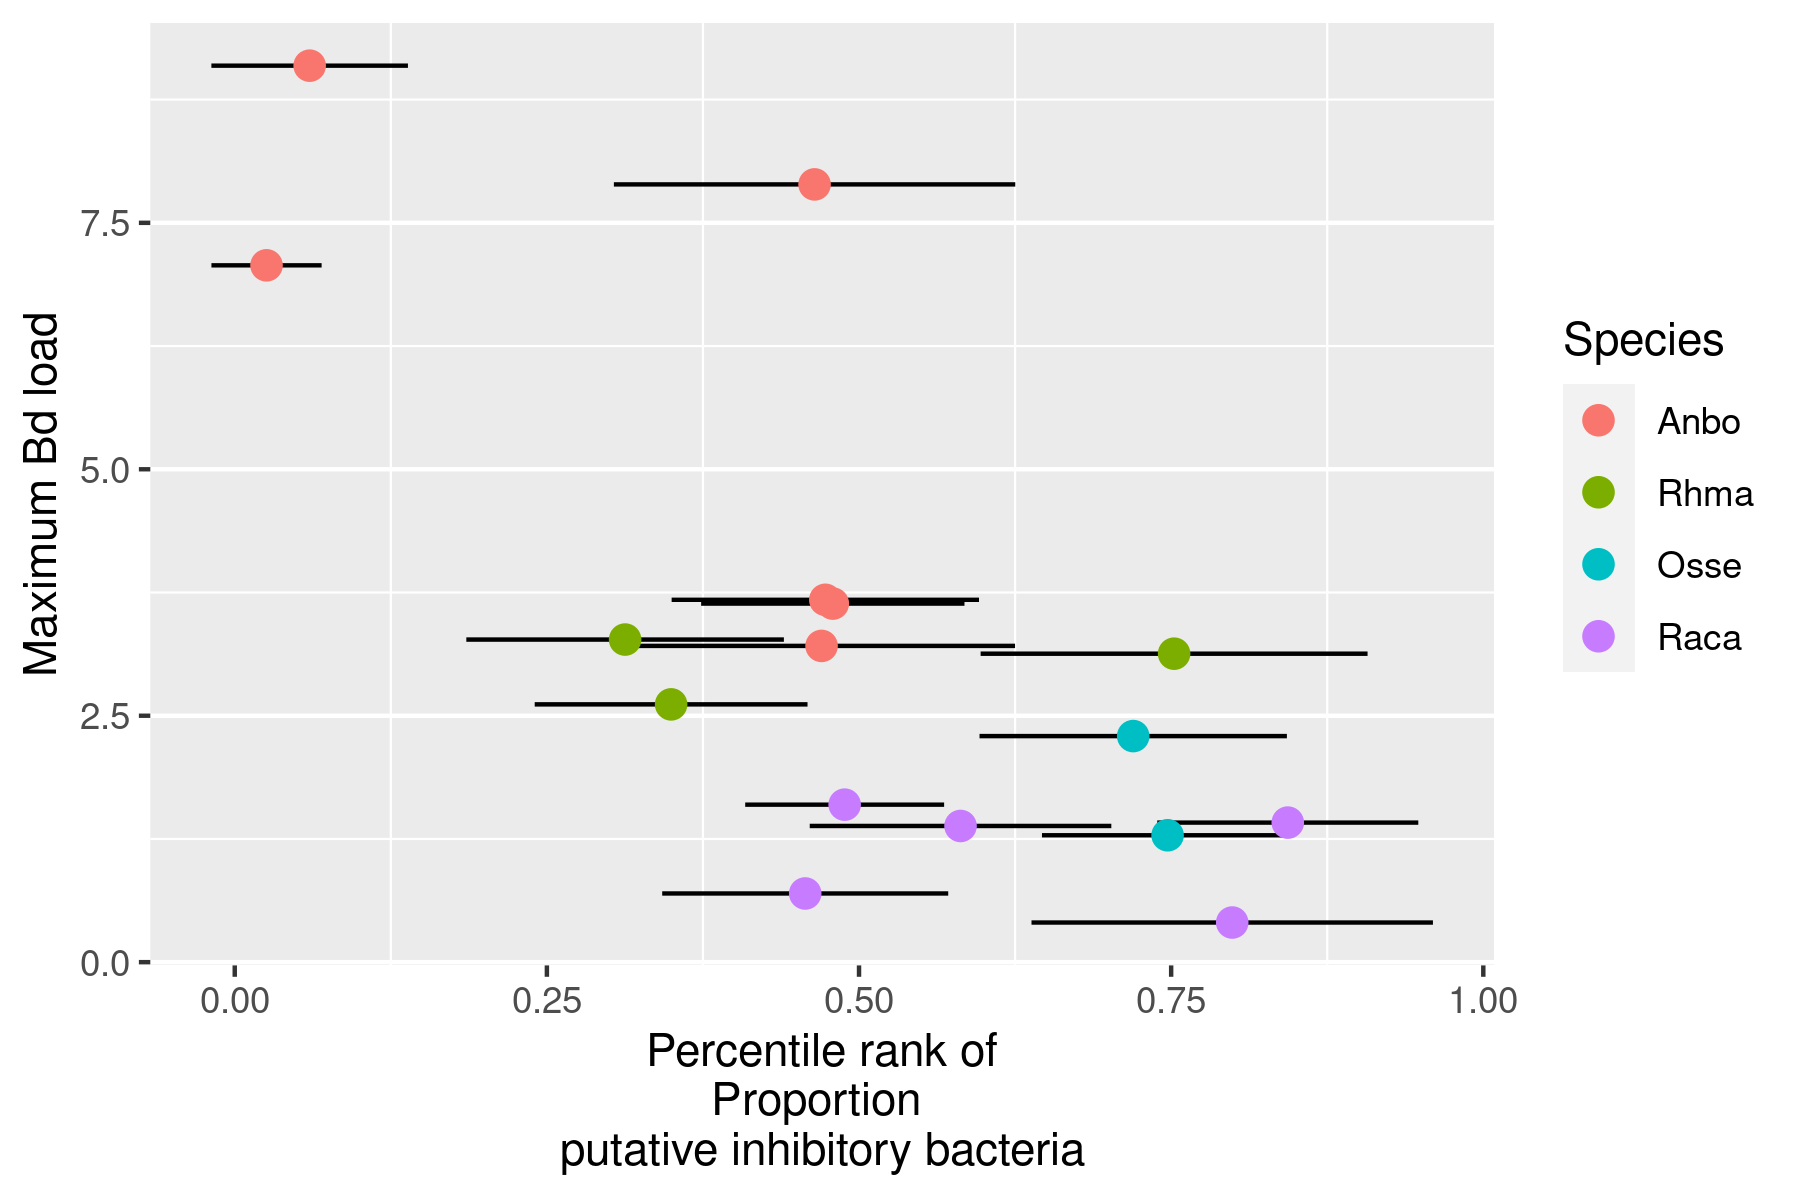 Maximum Bd load
7.5
5.0
2.5
0.0
0.00 0.25 0.50 0.75 1.00
Percentile rank of
Proportion
putative inhibitory bacteria
Species
Anbo
Rhma
Osse
Raca